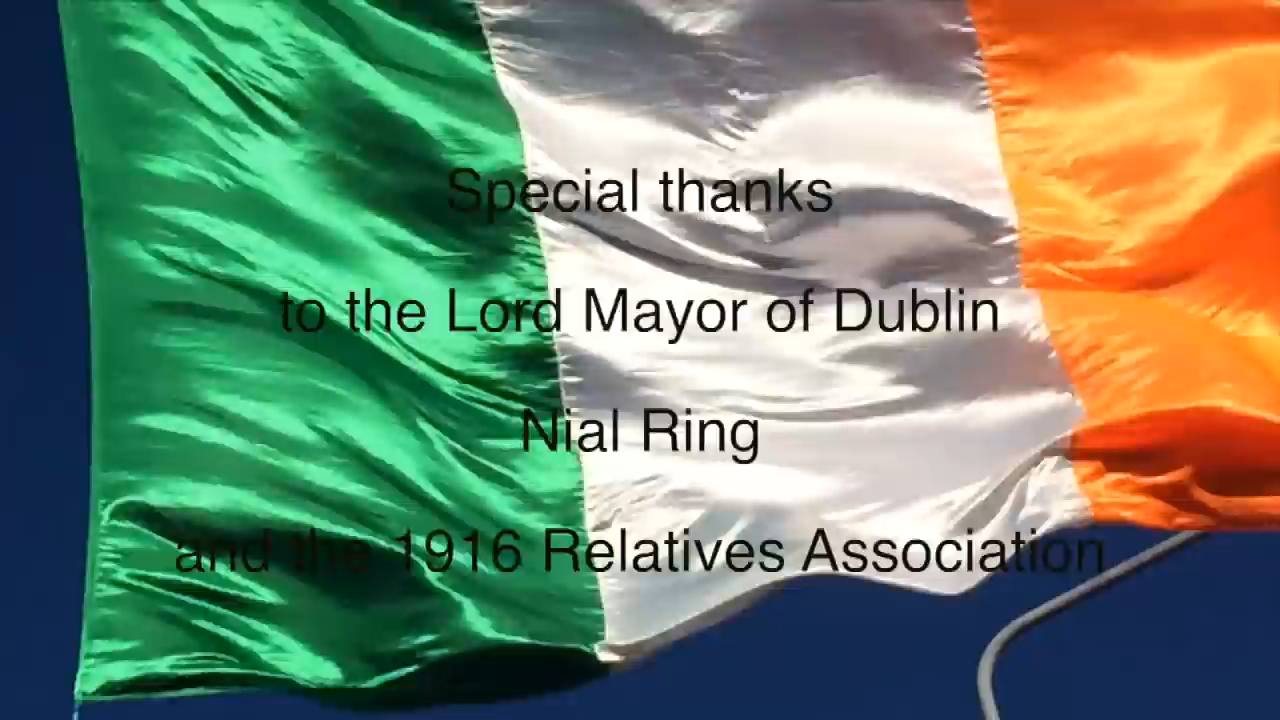 Special thanks
to the Lord Mayor of Dublin
Nial Ring
and the 1916 Relatives Association